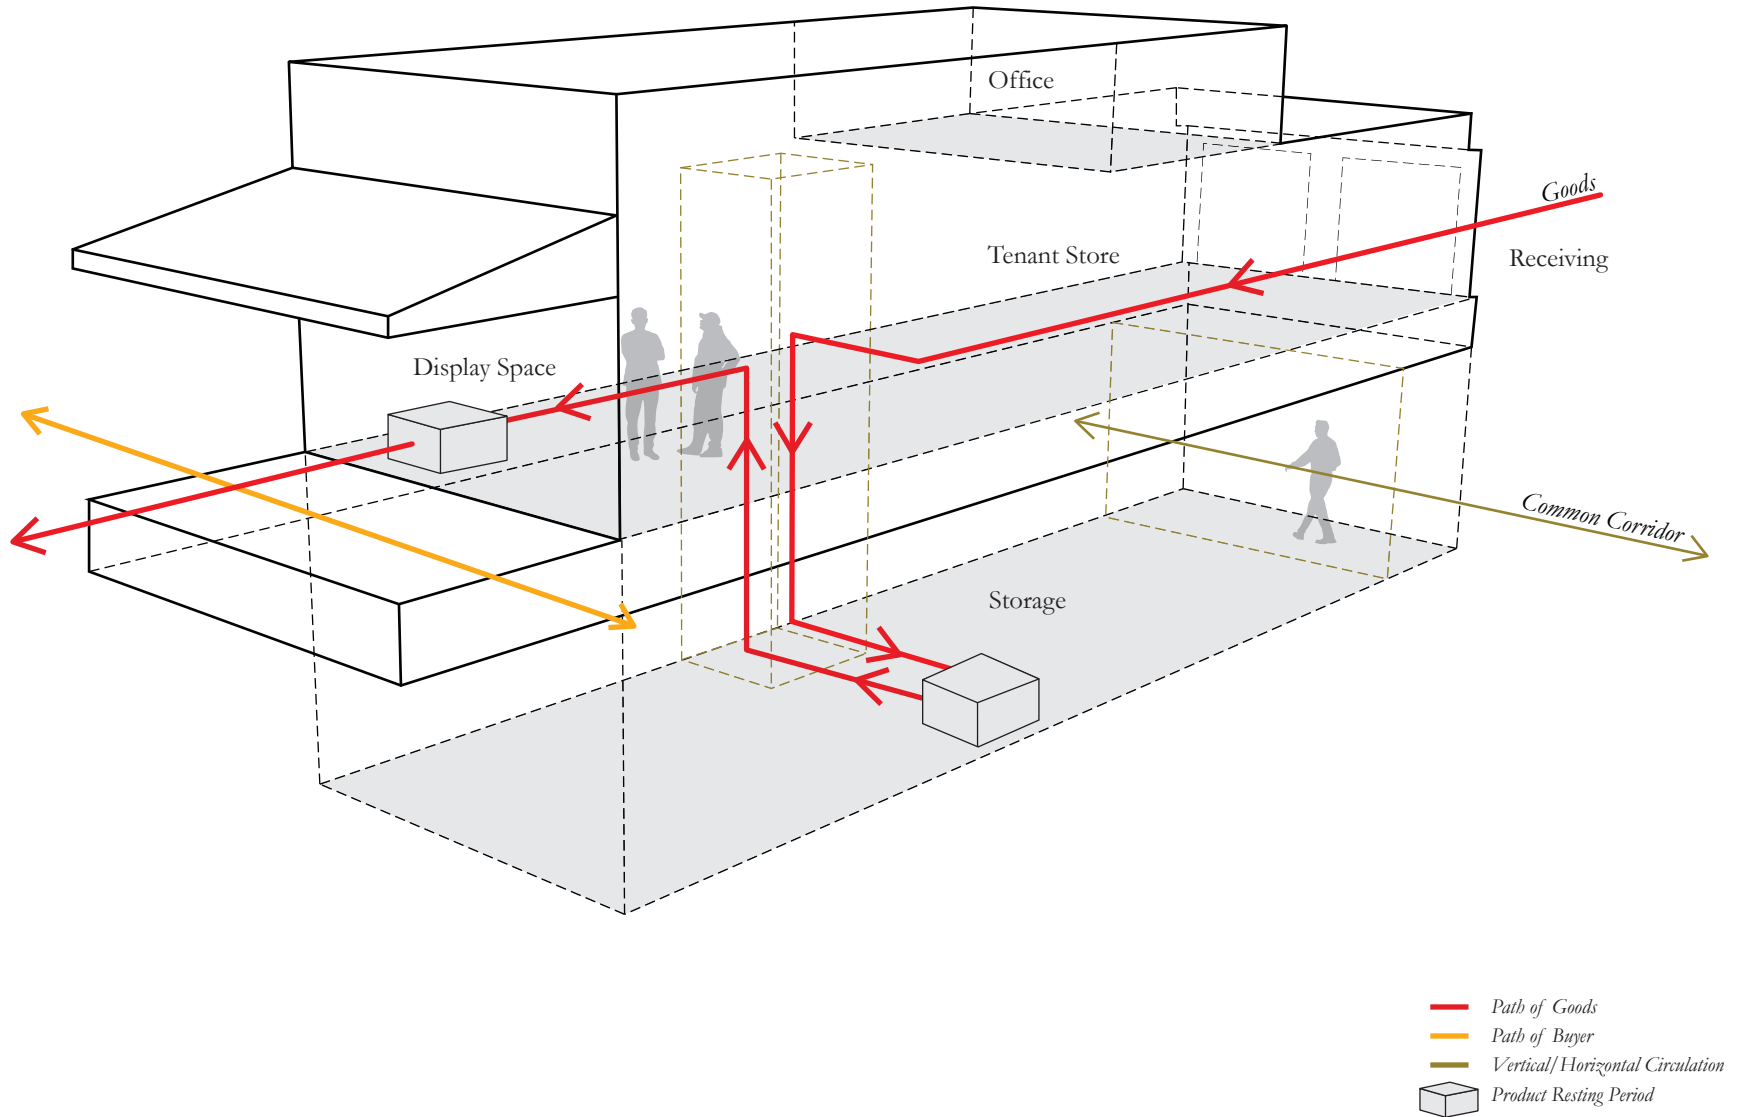 Office
Goods
Tenant Store
Receiving
Display Space
Common Corridor
Storage
Path of Goods
Path of Buyer
Vertical/Horizontal Circulation
Product Resting Period